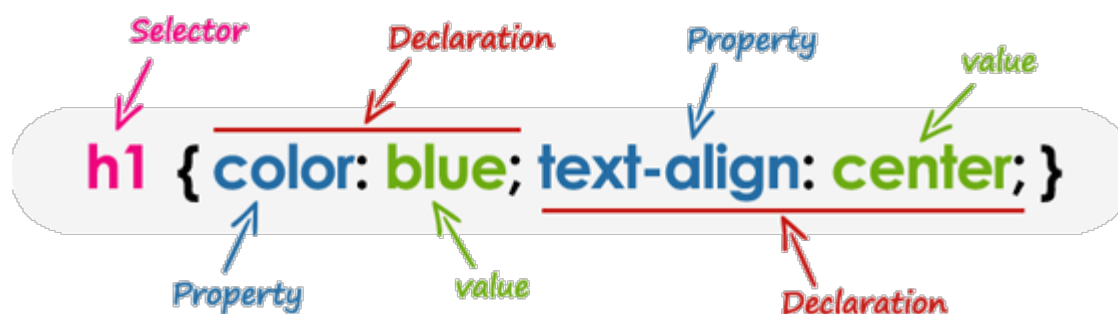 Selector
Declaration
Property
value
h1 { color: blue; text-align: center; }
Property
value
Declaration